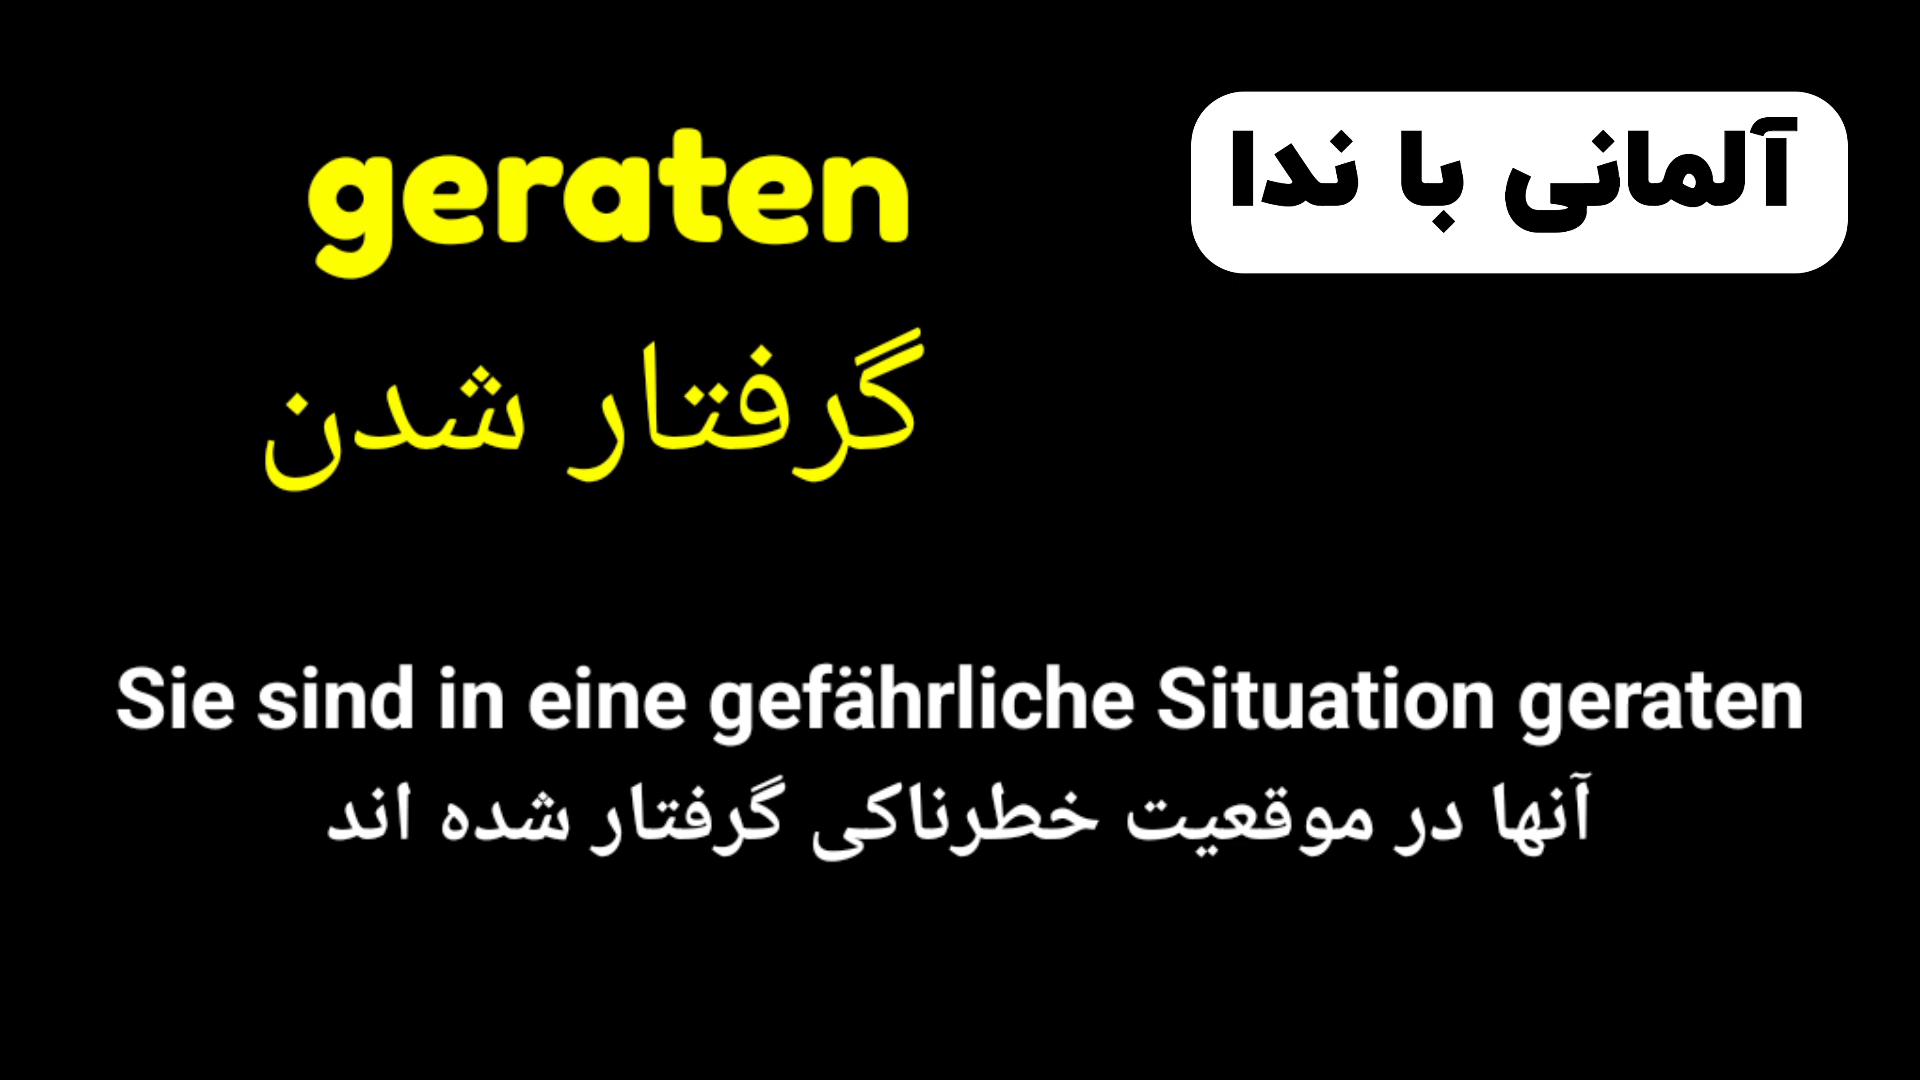 geraten
آلمانی با ندا
گرفتار شدن
Sie sind in eine gefährliche Situation geraten
آنها در موقعیت خطرناکی گرفتار شده اند